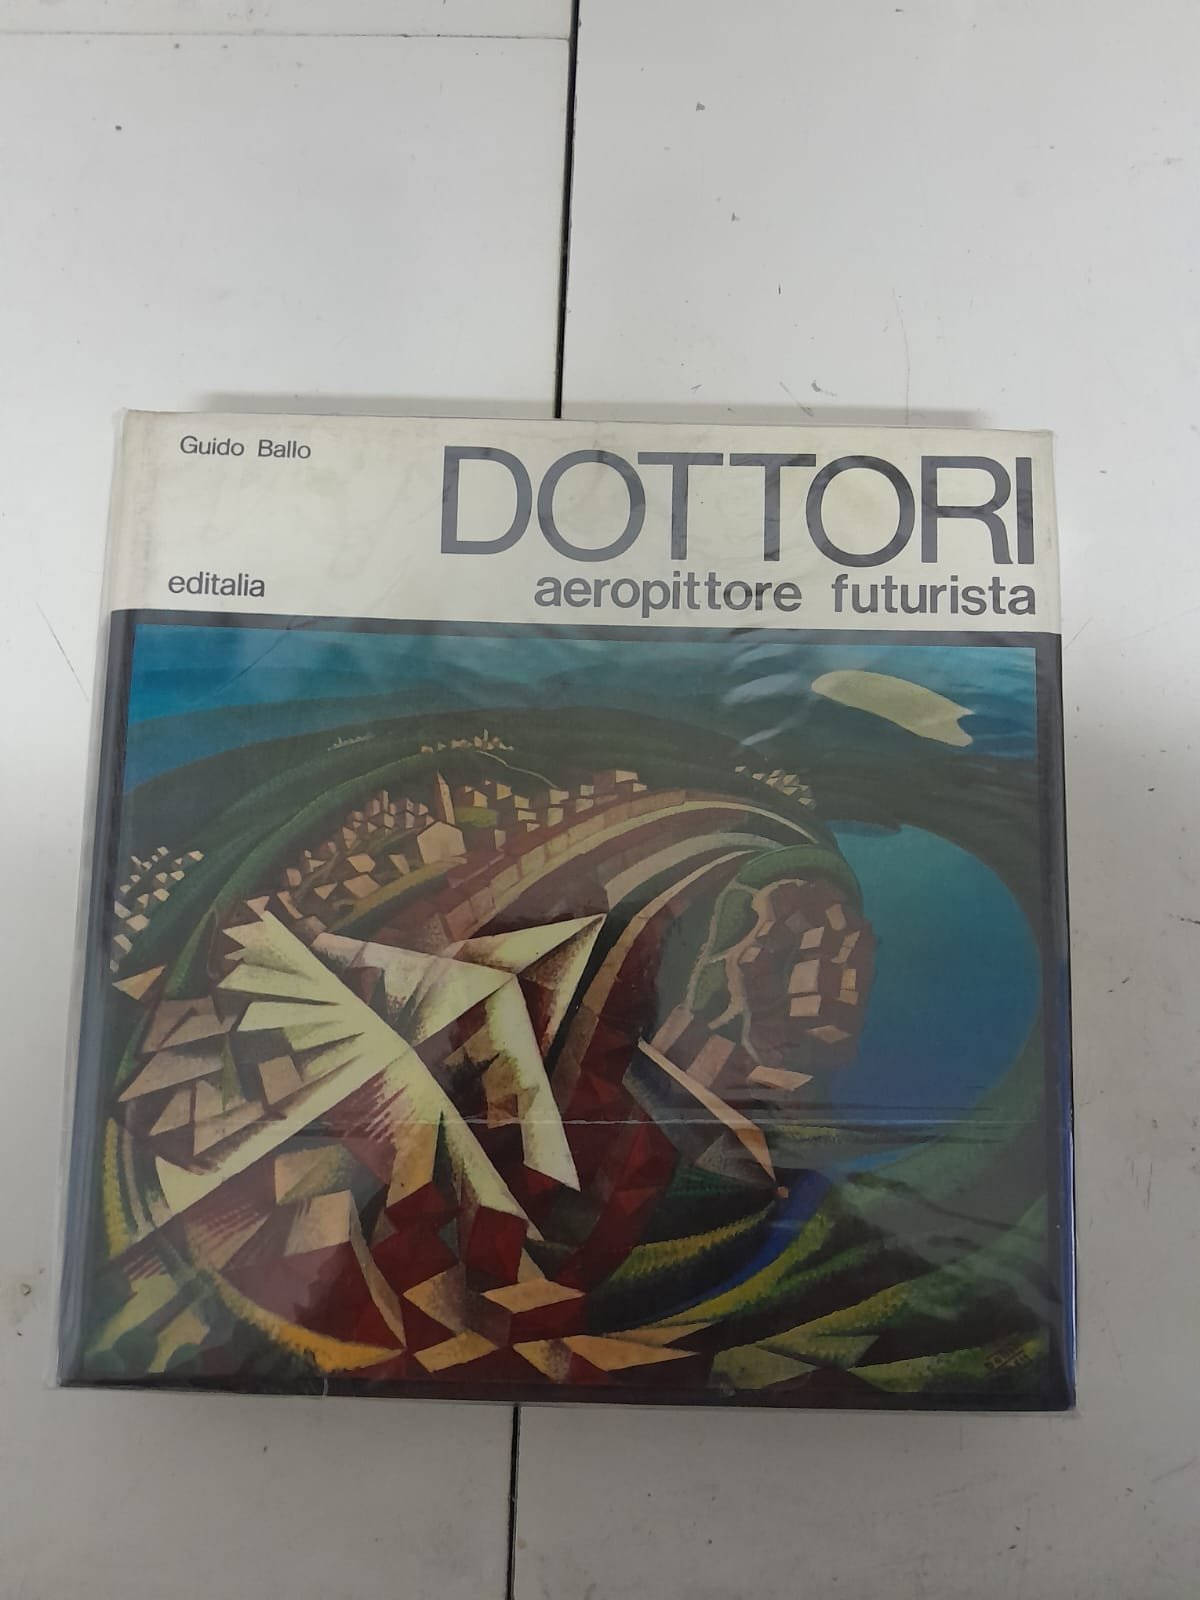 Guido Ballo
DOTTORI
editalia
aeropittore futurista